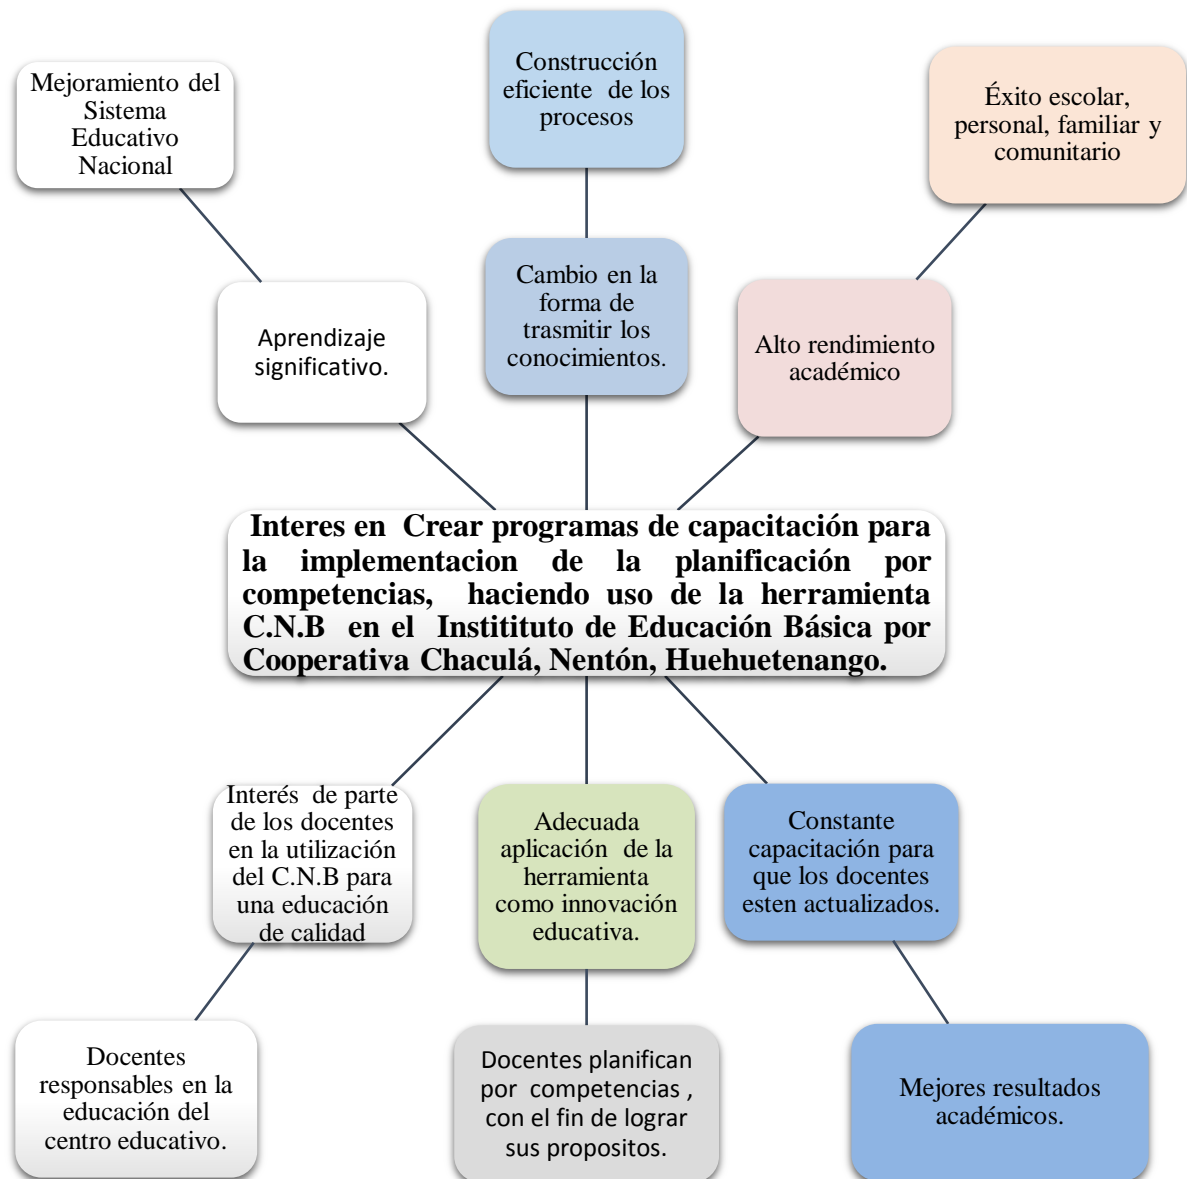 Mejoramiento del
Sistema
Educativo
Nacional
Construcción
eficiente de los
procesos
Éxito escolar,
personal, familiar y
comunitario
Aprendizaje
significativo.
Cambio en la
forma de
trasmitir los
conocimientos.
Alto rendimiento
académico
Interes en Crear programas de capacitación para
la implementacion de la planificación por
competencias, haciendo uso de la herramienta
C.N.B en el Institituto de Educación Básica por
Cooperativa Chaculá, Nentón, Huehuetenango.
Interés de parte
de los docentes
en la utilización
del C.N.B para
una educación
de calidad
Adecuada
aplicación de la
herramienta
como innovación
educativa.
Constante
capacitación para
que los docentes
esten actualizados.
Docentes
responsables en la
educación del
centro educativo.
Docentes planifican
por competencias ,
con el fin de lograr
sus propositos.
Mejores resultados
académicos.